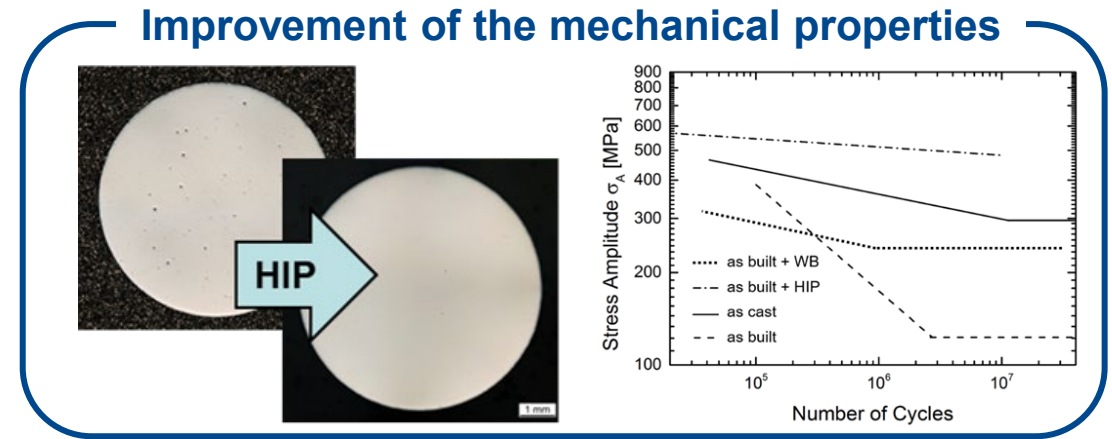 Improvement of the mechanical properties
HIP
1 mm
Stress Amplitude σA [MPa]
900
800
700
600
500
400
300
200
100
as built + WB
as built + HIP
as cast
as built
10⁵
10⁶
10⁷
Number of Cycles